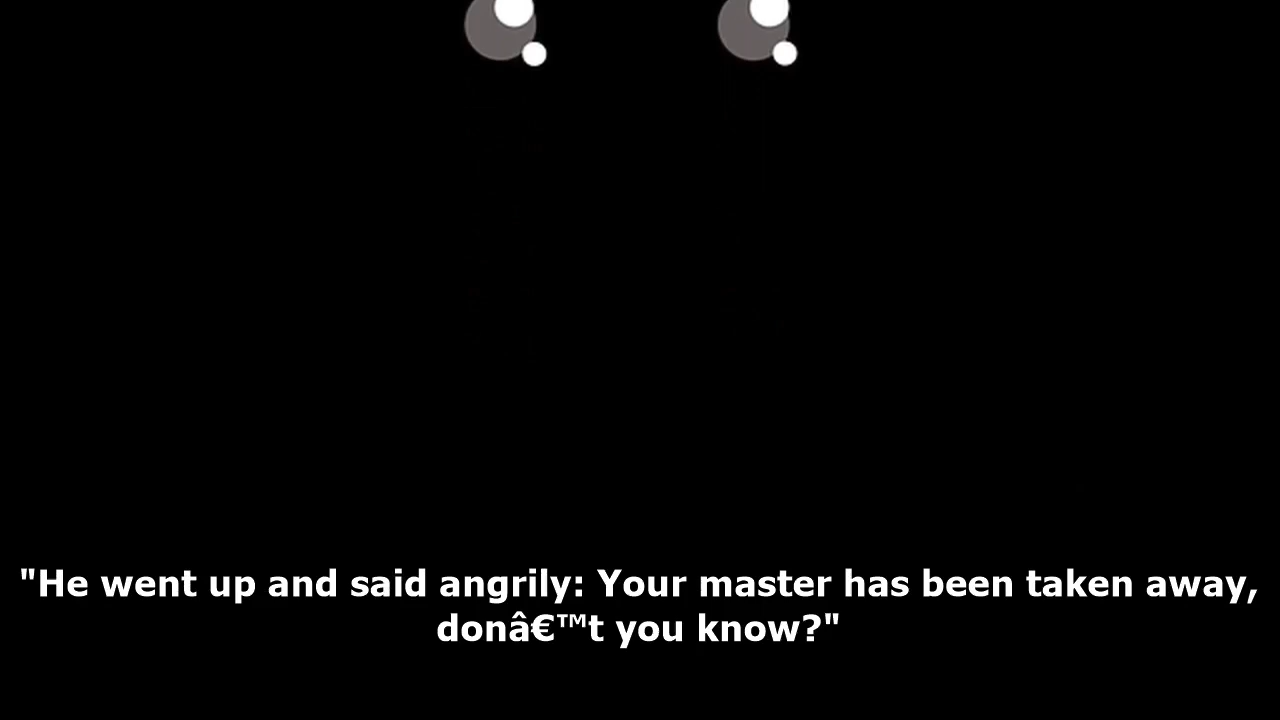 "He went up and said angrily: Your master has been taken away,
donâ€™t you know?"